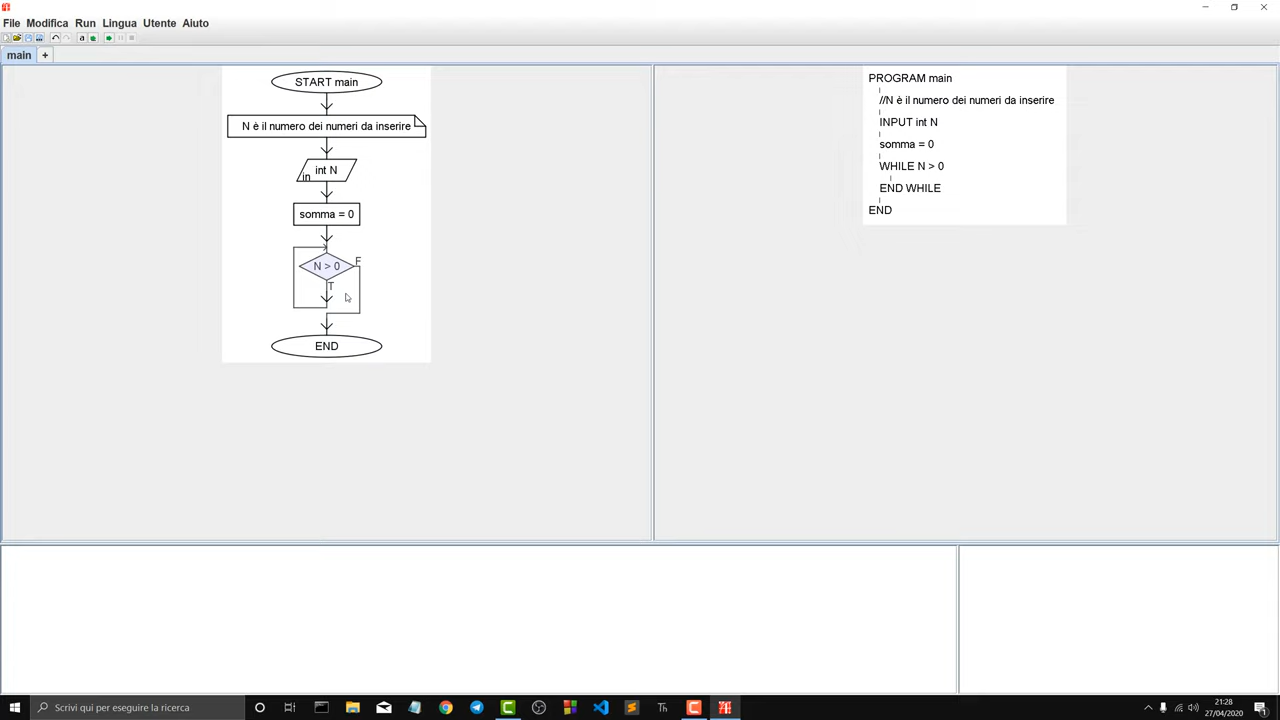 File Modifica Run Lingua Utente Aiuto
main +
START main
N è il numero dei numeri da inserire
int N
in
somma = 0
N > 0
F
T
END
PROGRAM main
//N è il numero dei numeri da inserire
INPUT int N
somma = 0
WHILE N > 0
END WHILE
END
Scrivi qui per eseguire la ricerca
Th
21:28
27/04/2020
1